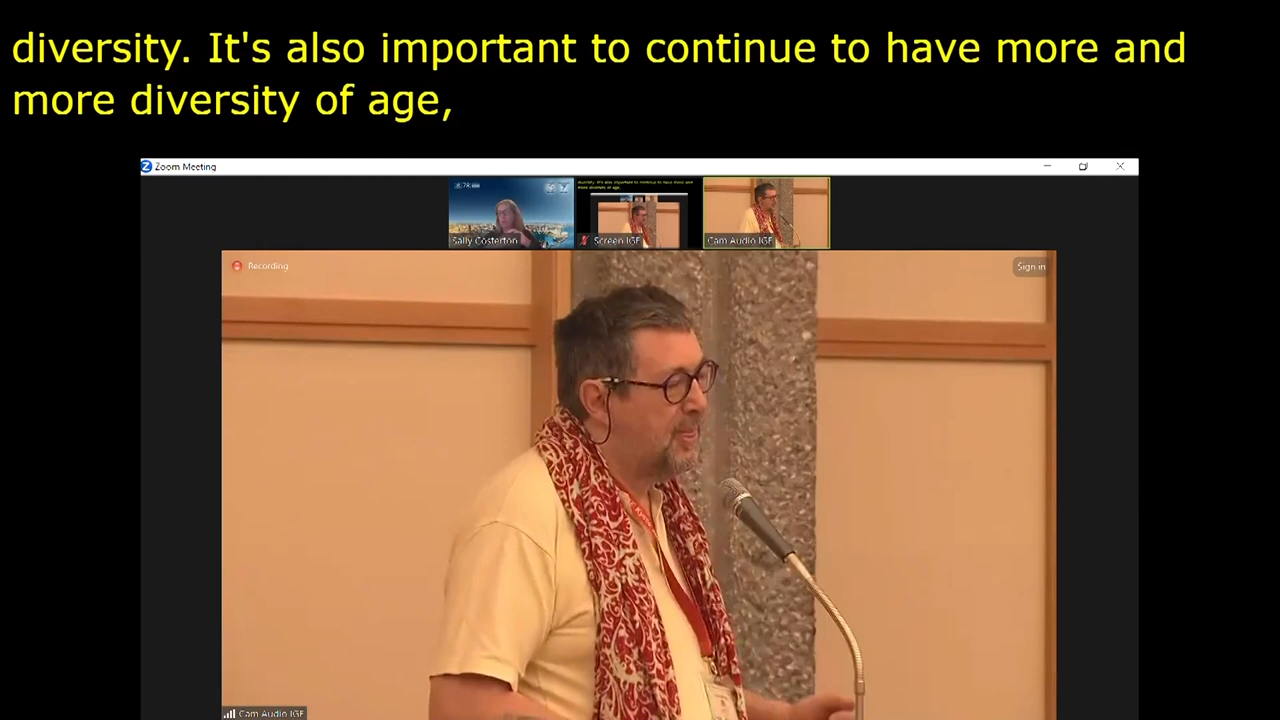 diversity. It's also important to continue to have more and
more diversity of age,
Zoom Meeting
Sally Costerton
Screen IGF
Cam Audio IGF
Recording
Sign in
Cam Audio IGF